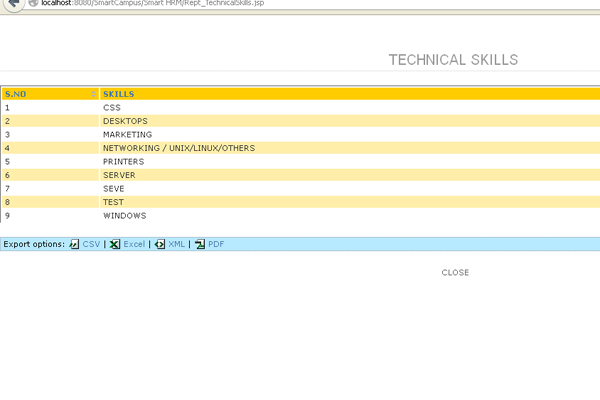 localhost:8080/SmartCampus/Smart HRM/Rept_TechnicalSkills.jsp
TECHNICAL SKILLS
S.NO SKILLS
1 CSS
2 DESKTOPS
3 MARKETING
4 NETWORKING / UNIX/LINUX/OTHERS
5 PRINTERS
6 SERVER
7 SEVE
8 TEST
9 WINDOWS
Export options: CSV | Excel | XML | PDF
CLOSE